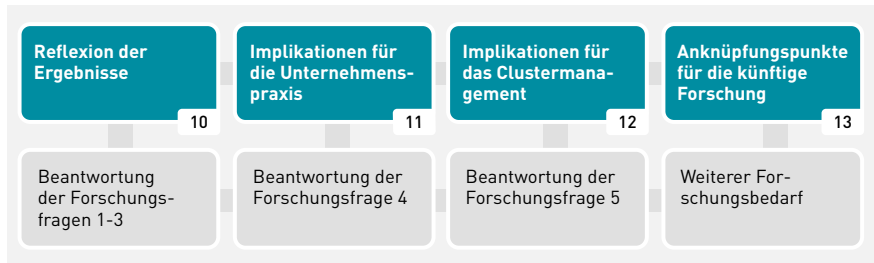 Reflexion der
Ergebnisse
10
Implikationen für
die Unternehmens-
praxis
11
Implikationen für
das Clustermana-
gement
12
Anknüpfungspunkte
für die künftige
Forschung
13
Beantwortung
der Forschungs-
fragen 1-3
Beantwortung der
Forschungsfrage 4
Beantwortung der
Forschungsfrage 5
Weiterer For-
schungsbedarf